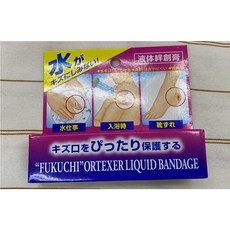 水が
キズにしみない!
液体絆創膏
水仕事
入浴時
靴ずれ
キズ口をぴったり保護する
"FUKUCHI" ORTEXER LIQUID BANDAGE